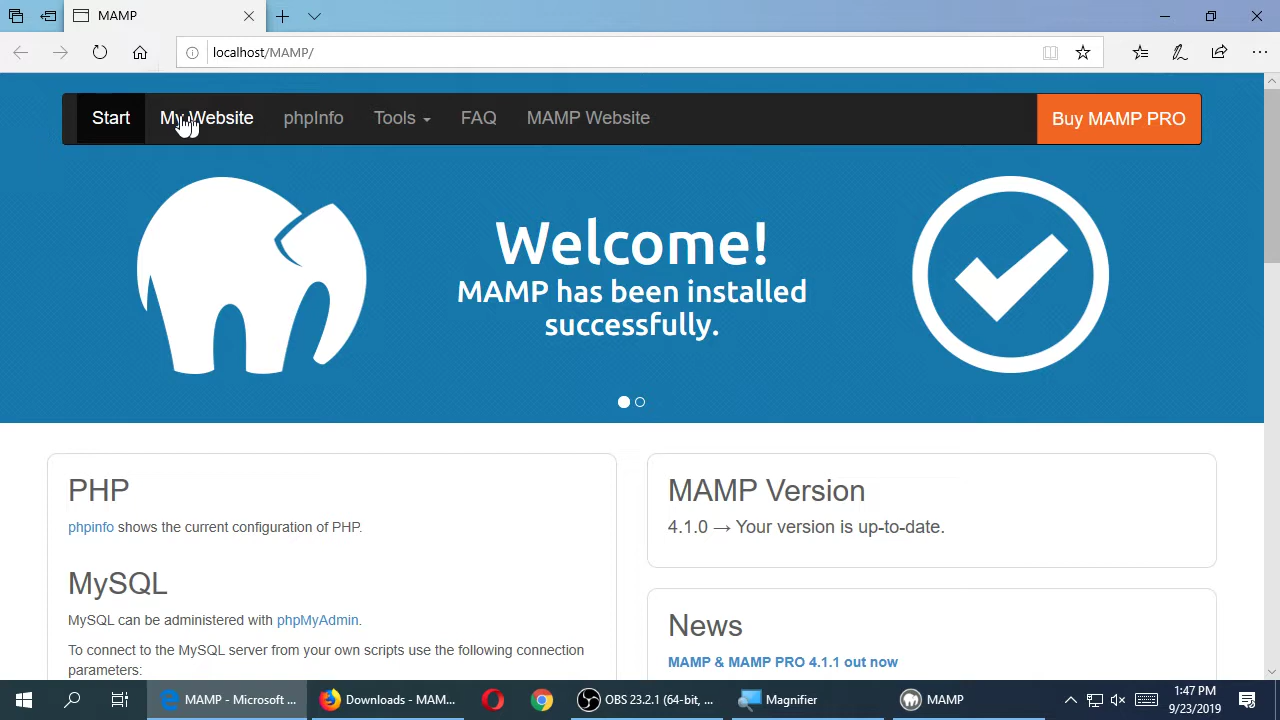 MAMP
localhost/MAMP/
Start My Website phpInfo Tools FAQ MAMP Website Buy MAMP PRO
Welcome!
MAMP has been installed
successfully.
PHP
phpinfo shows the current configuration of PHP.
MySQL
MySQL can be administered with phpMyAdmin.
To connect to the MySQL server from your own scripts use the following connection
parameters:
MAMP Version
4.1.0 → Your version is up-to-date.
News
MAMP & MAMP PRO 4.1.1 out now
MAMP - Microsoft ... Downloads - MAM... OBS 23.2.1 (64-bit, ... Magnifier MAMP
1:47 PM
9/23/2019